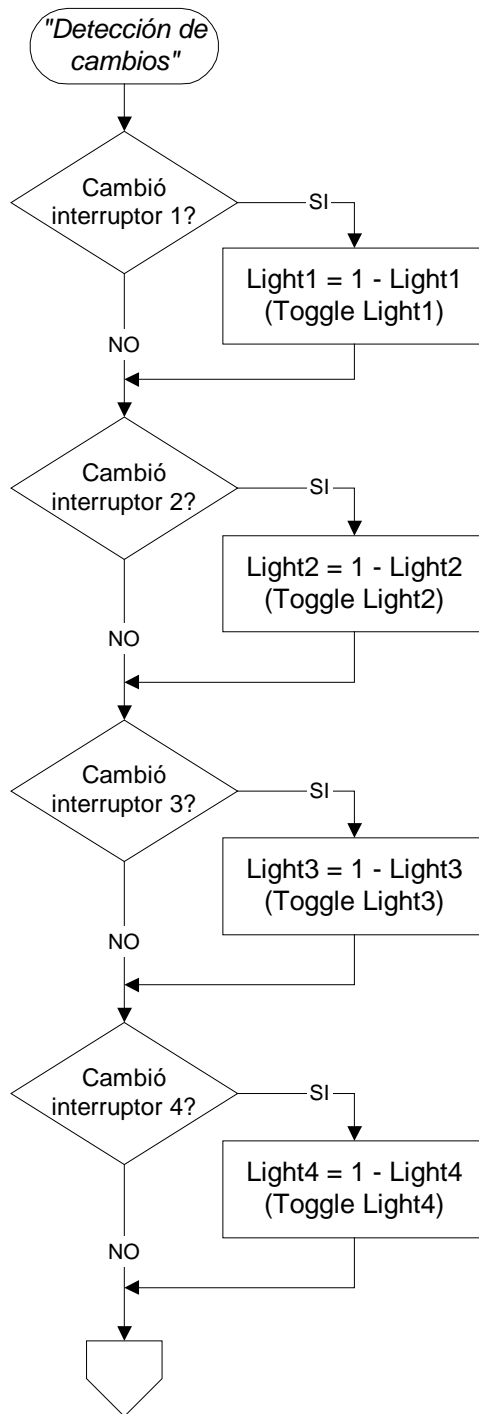 "Detección de
cambios"
Cambió
interruptor 1?
SI
Light1 = 1 - Light1
(Toggle Light1)
NO
Cambió
interruptor 2?
SI
Light2 = 1 - Light2
(Toggle Light2)
NO
Cambió
interruptor 3?
SI
Light3 = 1 - Light3
(Toggle Light3)
NO
Cambió
interruptor 4?
SI
Light4 = 1 - Light4
(Toggle Light4)
NO